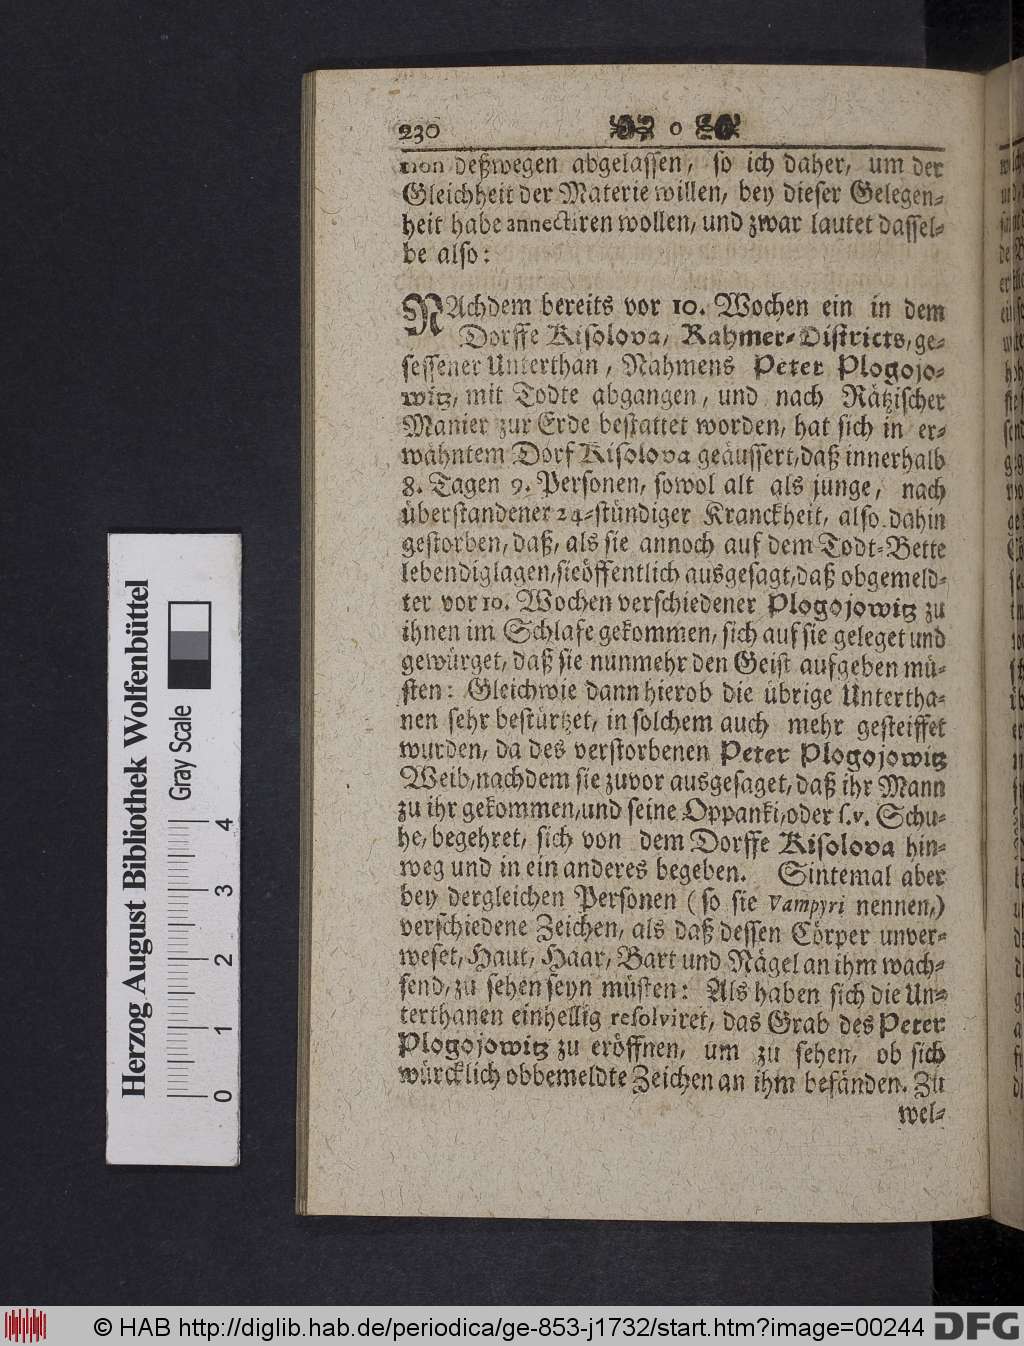 230 o
tion deßwegen abgelassen, so ich daher, um der
Gleichheit der Materie willen, bey dieser Gelegen-
heit habe annectiren wollen, und zwar lautet dassel-
be also:
NAchdem bereits vor 10. Wochen ein in dem
Dorffe Kisolova, Rahmer-Districts, ge-
sessener Unterthan, Nahmens Peter Plogojo-
witz, mit Todte abgangen, und nach Rätzischer
Manier zur Erde bestattet worden, hat sich in er-
wähntem Dorf Kisolova geäussert, daß innerhalb
8. Tagen 9. Personen, sowol alt als junge, nach
überstandener 24-stündiger Kranckheit, also dahin
gestorben, daß, als sie annoch auf dem Todt-Bette
lebendig lagen, sie öffentlich ausgesagt, daß obgemeld-
ter vor 10. Wochen verschiedener Plogojowitz zu
ihnen im Schlafe gekommen, sich auf sie geleget und
gewürget, daß sie nunmehr den Geist aufgeben mü-
sten: Gleichwie dann hierob die übrige Untertha-
nen sehr bestürtzet, in solchem auch mehr gesteiffet
wurden, da des verstorbenen Peter Plogojowitz
Weib, nachdem sie zuvor ausgesaget, daß ihr Mann
zu ihr gekommen, und seine Oppanki, oder s.v. Schu-
he, begehret, sich von dem Dorffe Kisolova hin-
weg und in ein anderes begeben. Sintemal aber
bey dergleichen Personen (so sie Vampyri nennen,)
verschiedene Zeichen, als daß dessen Cörper unver-
weset, Haut, Haar, Bart und Nägel an ihm wach-
send, zu sehen seyn müsten: Als haben sich die Un-
terthanen einhellig resolviret, das Grab des Peter
Plogojowitz zu eröffnen, um zu sehen, ob sich
würcklich obbemeldte Zeichen an ihm befänden. Zu
wel-
Herzog August Bibliothek Wolfenbüttel
Gray Scale
0 1 2 3 4
© HAB http://diglib.hab.de/periodica/ge-853-j1732/start.htm?image=00244 DFG